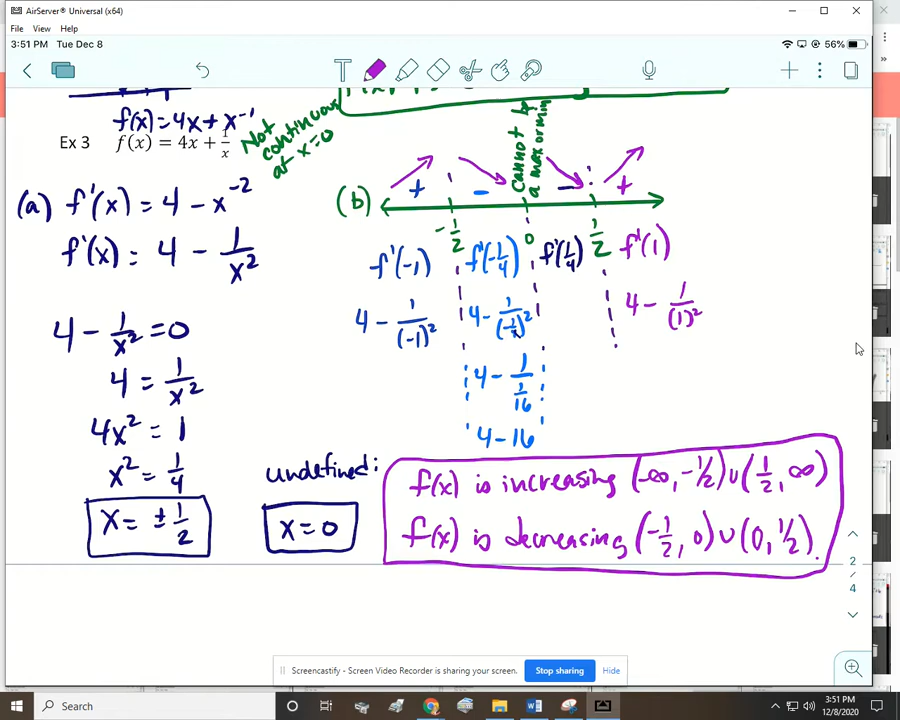 AirServer® Universal (x64)
File View Help
3:51 PM Tue Dec 8
56%
f(x) = 4x + x⁻¹
Ex 3 f(x) = 4x + 1/x
Not continuous at x=0
cannot be a max or min
(a) f'(x) = 4 - x⁻²
f'(x) = 4 - 1/x²
4 - 1/x² = 0
4 = 1/x²
4x² = 1
x² = 1/4
x = ± 1/2
undefined:
x = 0
(b) + - - +
-1/2 0 1/2
f'(-1) f'(-1/4) f'(1/4) f'(1)
4 - 1/(-1)² 4 - 1/(-1/4)² 4 - 1/(1)²
4 - 1/(1/16)
4 - 16
f(x) is increasing (-∞, -1/2) ∪ (1/2, ∞)
f(x) is decreasing (-1/2, 0) ∪ (0, 1/2).
2
/
4
Screencastify - Screen Video Recorder is sharing your screen. Stop sharing Hide
Search
3:51 PM
12/8/2020